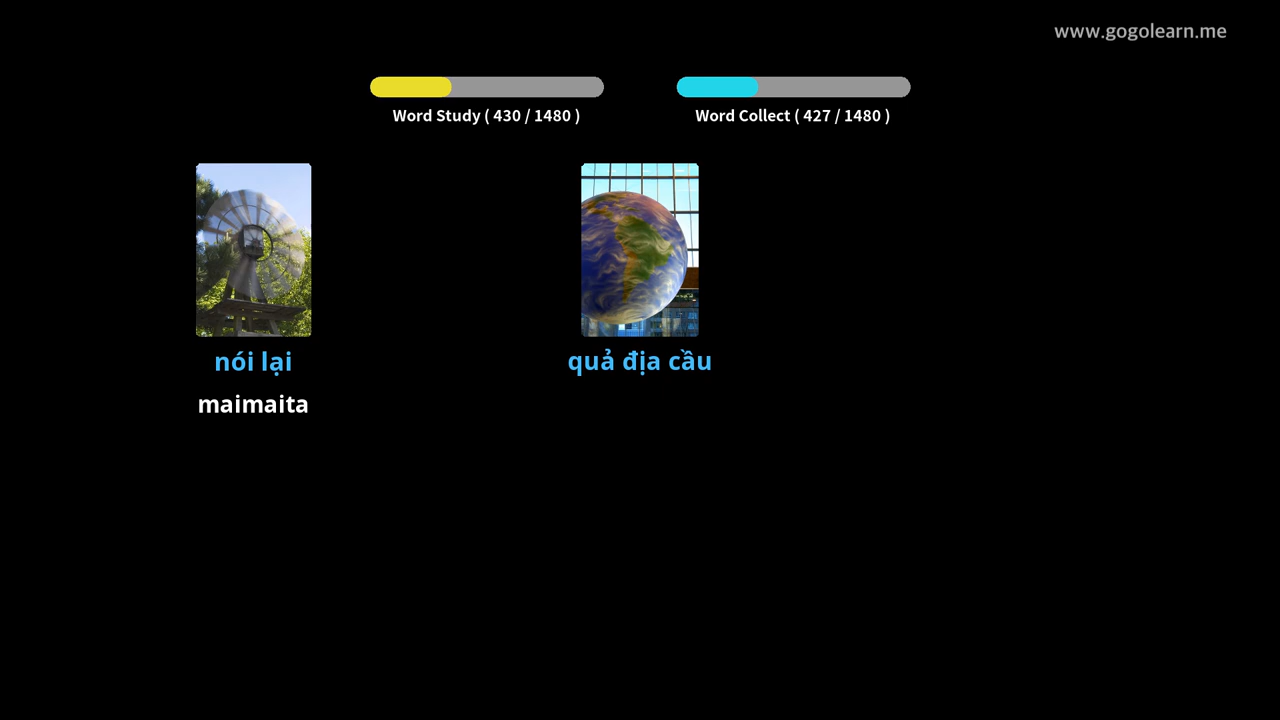 www.gogolearn.me
Word Study ( 430 / 1480 )
Word Collect ( 427 / 1480 )
nói lại
quả địa cầu
maimaita